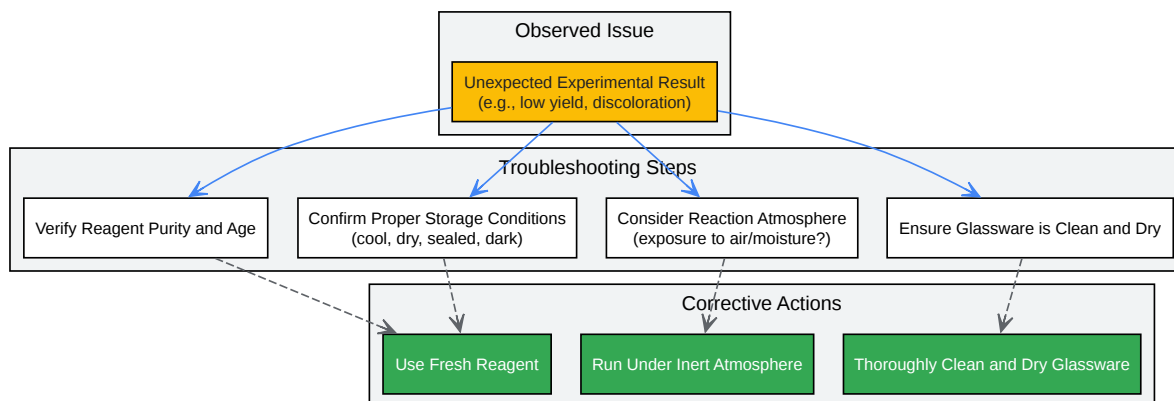 Observed Issue
Unexpected Experimental Result
(e.g., low yield, discoloration)
Troubleshooting Steps
Verify Reagent Purity and Age
Confirm Proper Storage Conditions
(cool, dry, sealed, dark)
Consider Reaction Atmosphere
(exposure to air/moisture?)
Ensure Glassware is Clean and Dry
Corrective Actions
Use Fresh Reagent
Run Under Inert Atmosphere
Thoroughly Clean and Dry Glassware